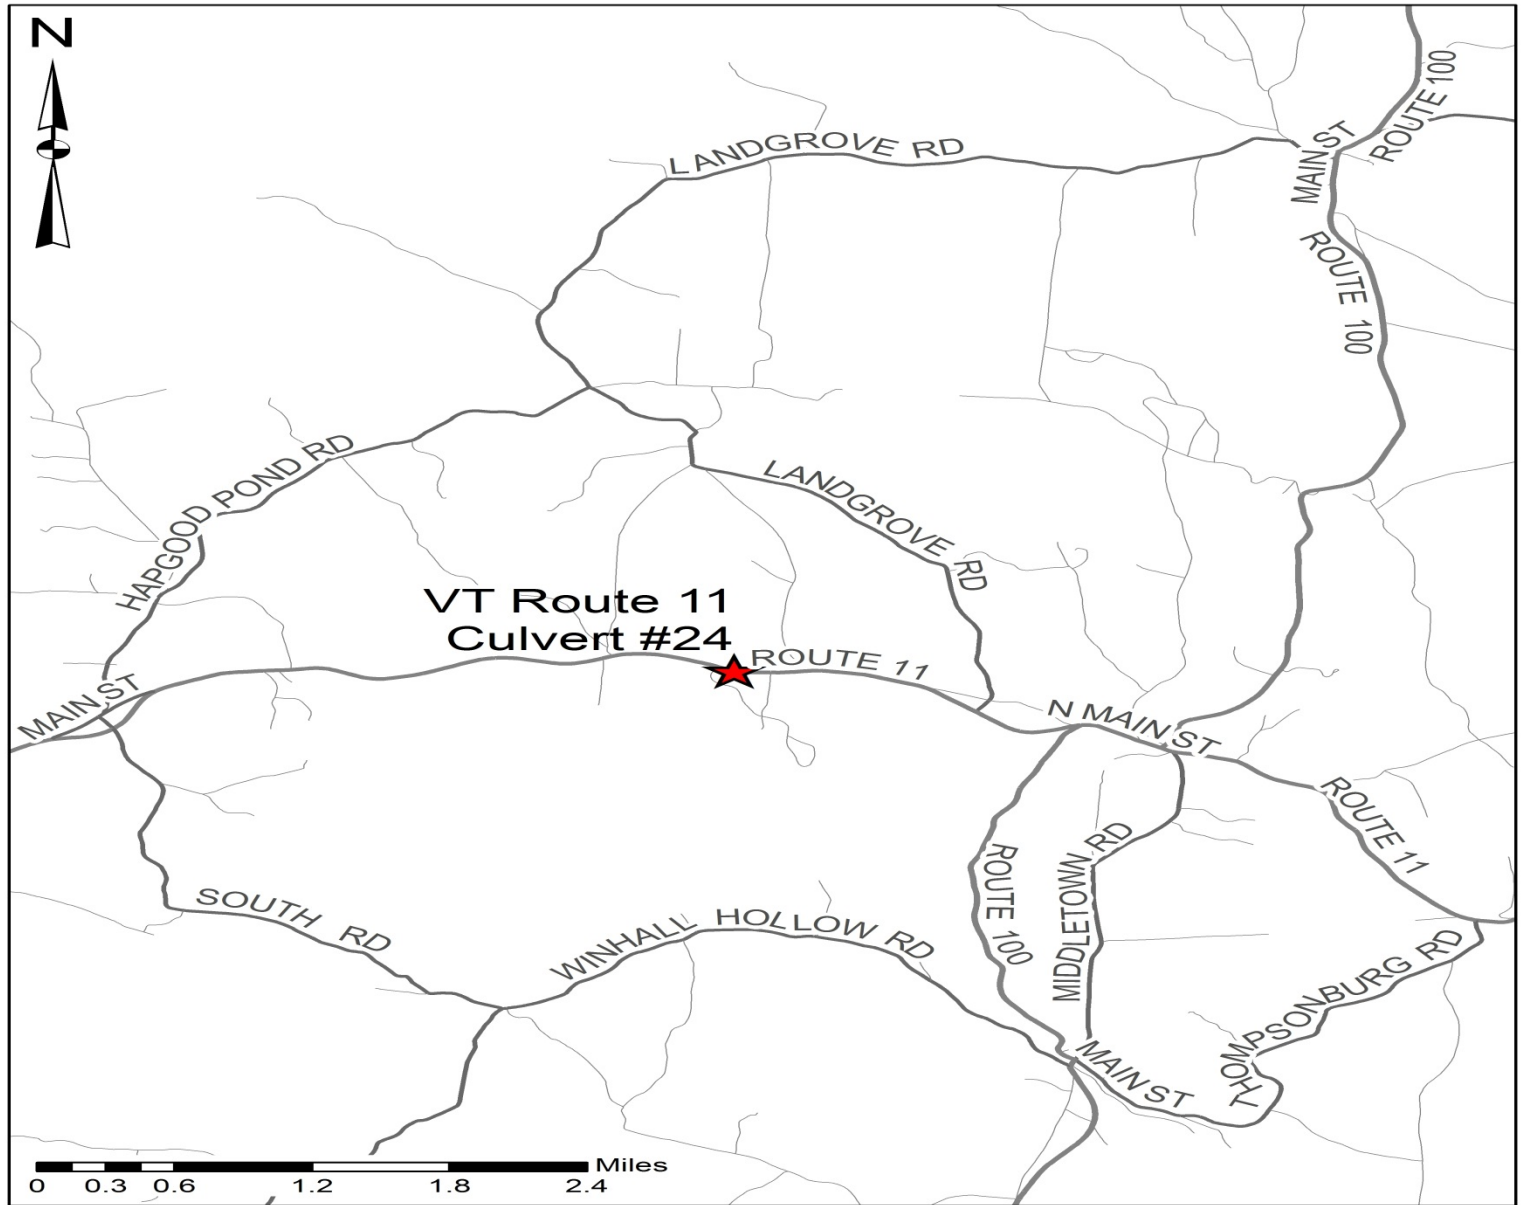 N
ROUTE 100
MAIN ST
LANDGROVE RD
ROUTE 100
HAPGOOD POND RD
LANDGROVE RD
VT Route 11
Culvert #24
ROUTE 11
MAIN ST
N MAIN ST
ROUTE 11
ROUTE 100
MIDDLETOWN RD
SOUTH RD
WINHALL HOLLOW RD
THOMPSONBURG RD
MAIN ST
Miles
0 0.3 0.6 1.2 1.8 2.4